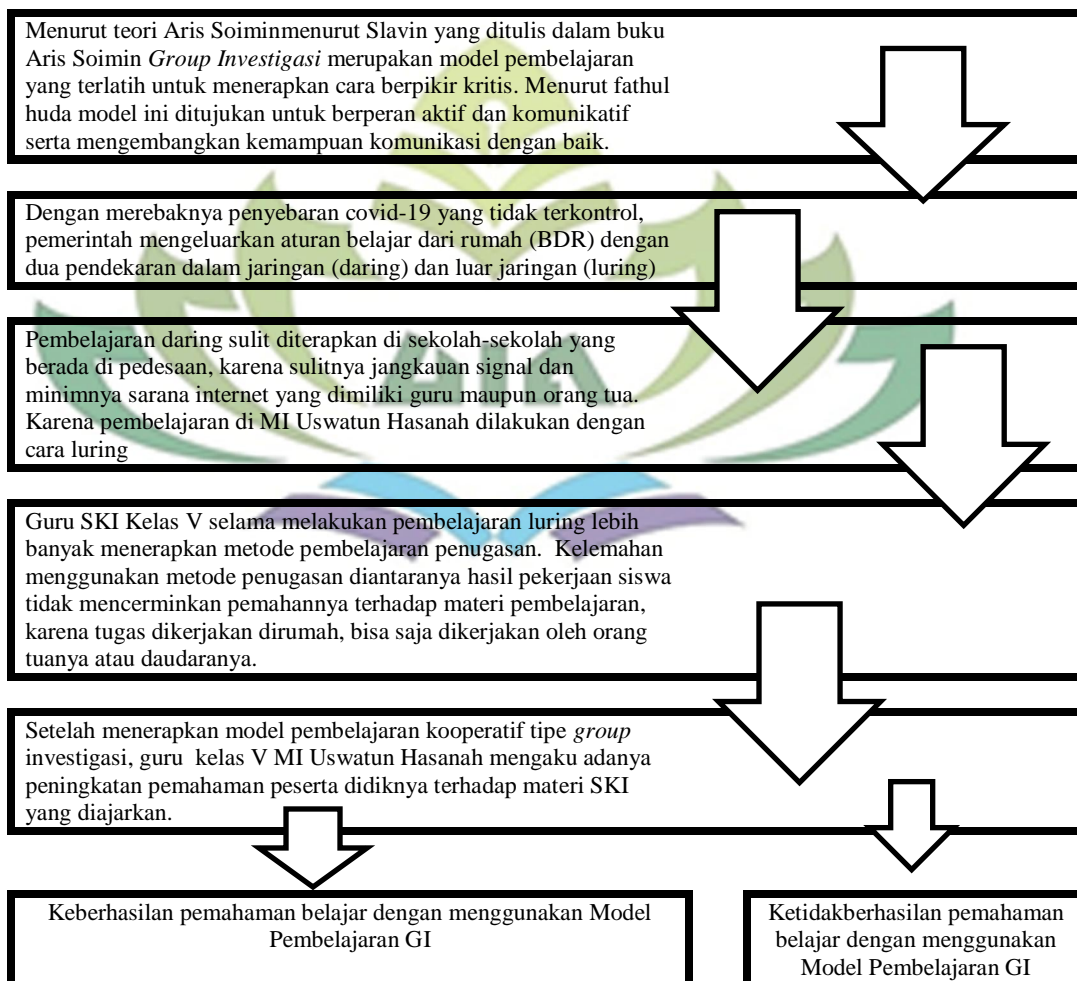 Menurut teori Aris Soiminmenurut Slavin yang ditulis dalam buku
Aris Soimin Group Investigasi merupakan model pembelajaran
yang terlatih untuk menerapkan cara berpikir kritis. Menurut fathul
huda model ini ditujukan untuk berperan aktif dan komunikatif
serta mengembangkan kemampuan komunikasi dengan baik.
Dengan merebaknya penyebaran covid-19 yang tidak terkontrol,
pemerintah mengeluarkan aturan belajar dari rumah (BDR) dengan
dua pendekaran dalam jaringan (daring) dan luar jaringan (luring)
Pembelajaran daring sulit diterapkan di sekolah-sekolah yang
berada di pedesaan, karena sulitnya jangkauan signal dan
minimnya sarana internet yang dimiliki guru maupun orang tua.
Karena pembelajaran di MI Uswatun Hasanah dilakukan dengan
cara luring
Guru SKI Kelas V selama melakukan pembelajaran luring lebih
banyak menerapkan metode pembelajaran penugasan.  Kelemahan
menggunakan metode penugasan diantaranya hasil pekerjaan siswa
tidak mencerminkan pemahannya terhadap materi pembelajaran,
karena tugas dikerjakan dirumah, bisa saja dikerjakan oleh orang
tuanya atau daudaranya.
Setelah menerapkan model pembelajaran kooperatif tipe group
investigasi, guru  kelas V MI Uswatun Hasanah mengaku adanya
peningkatan pemahaman peserta didiknya terhadap materi SKI
yang diajarkan.
Keberhasilan pemahaman belajar dengan menggunakan Model
Pembelajaran GI
Ketidakberhasilan pemahaman
belajar dengan menggunakan
Model Pembelajaran GI